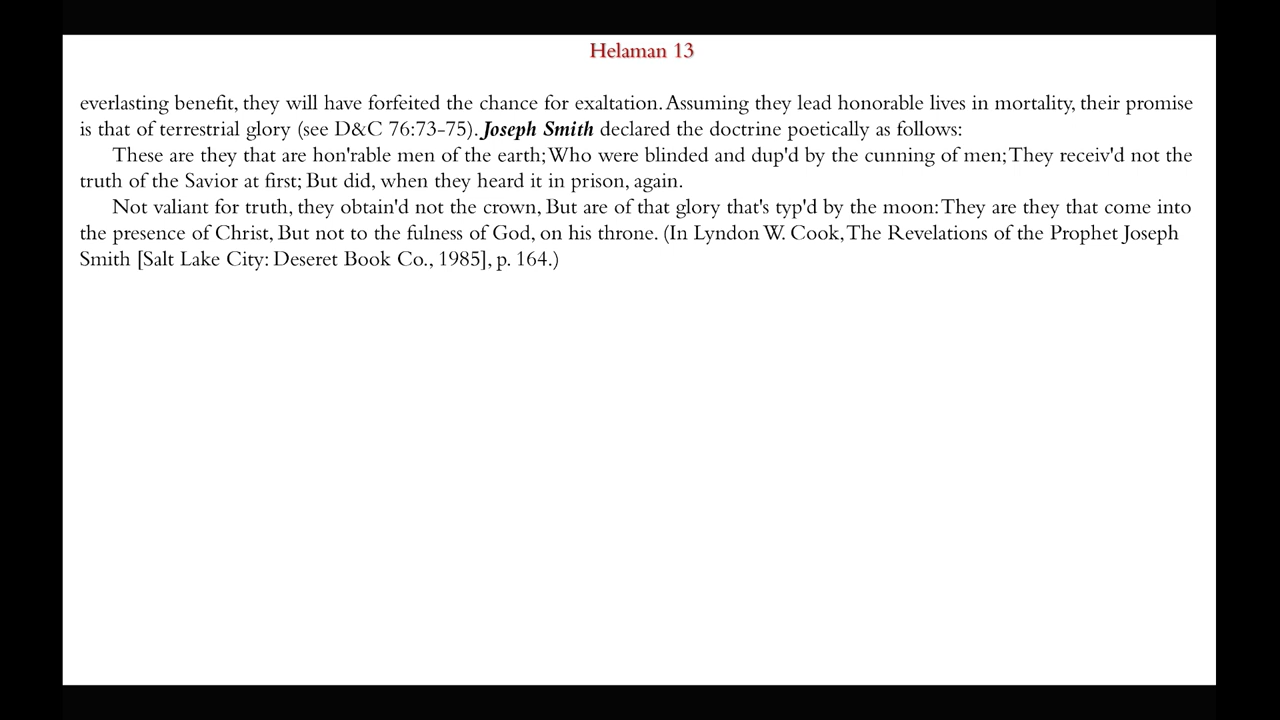 Helaman 13
everlasting benefit, they will have forfeited the chance for exaltation. Assuming they lead honorable lives in mortality, their promise
is that of terrestrial glory (see D&C 76:73-75). Joseph Smith declared the doctrine poetically as follows:
These are they that are hon'rable men of the earth; Who were blinded and dup'd by the cunning of men; They receiv'd not the
truth of the Savior at first; But did, when they heard it in prison, again.
Not valiant for truth, they obtain'd not the crown, But are of that glory that's typ'd by the moon: They are they that come into
the presence of Christ, But not to the fulness of God, on his throne. (In Lyndon W. Cook, The Revelations of the Prophet Joseph
Smith [Salt Lake City: Deseret Book Co., 1985], p. 164.)